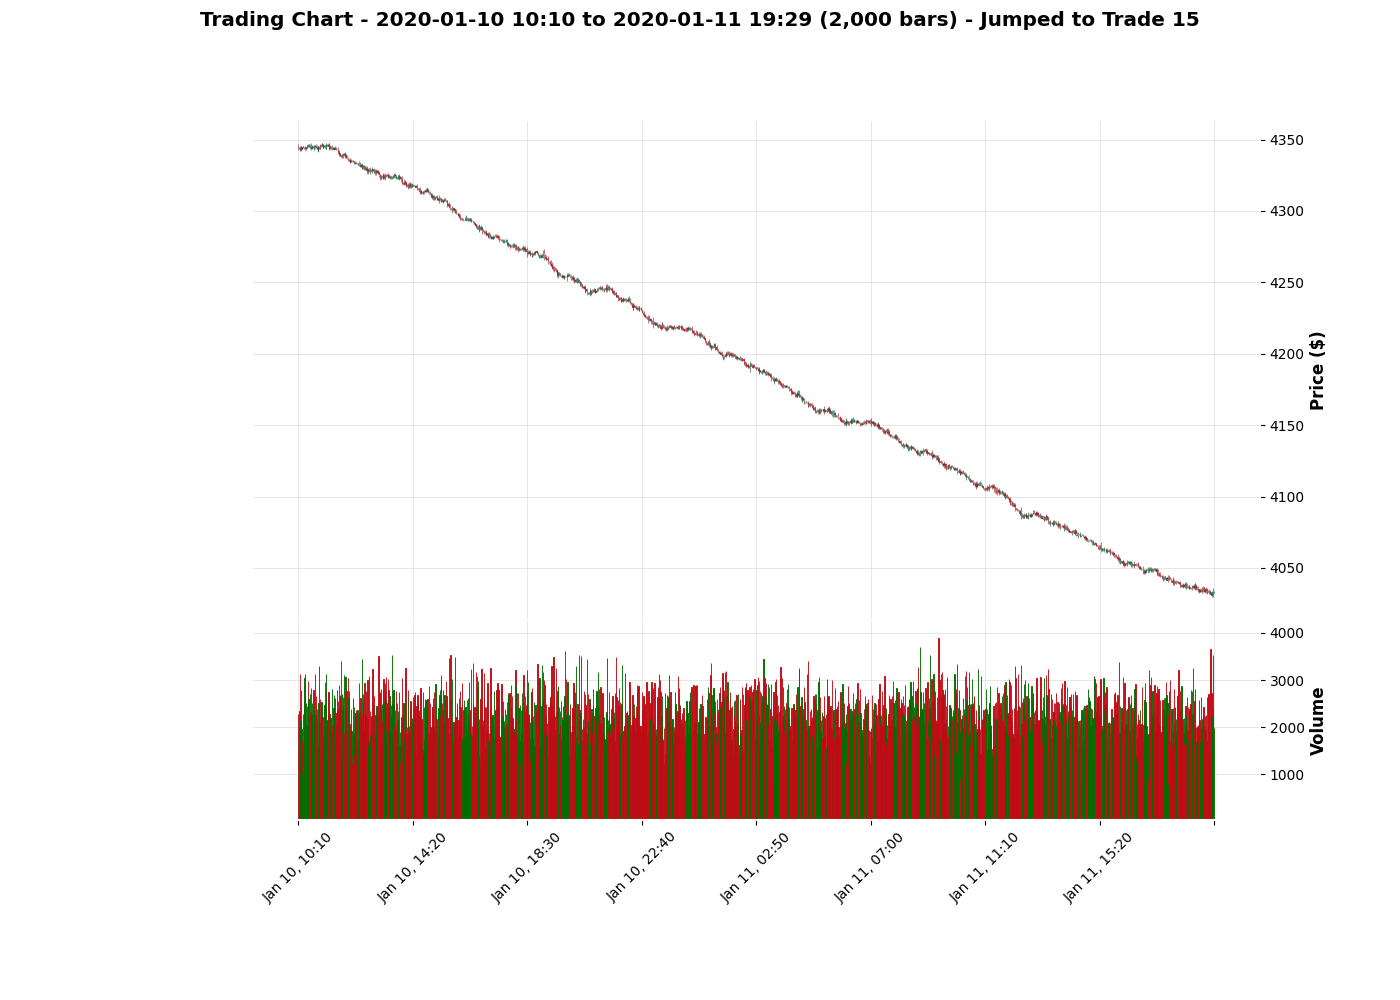 Trading Chart - 2020-01-10 10:10 to 2020-01-11 19:29 (2,000 bars) - Jumped to Trade 15
4350
4300
4250
4200
4150
4100
4050
Price ($)
4000
3000
2000
1000
Volume
Jan 10, 10:10
Jan 10, 14:20
Jan 10, 18:30
Jan 10, 22:40
Jan 11, 02:50
Jan 11, 07:00
Jan 11, 11:10
Jan 11, 15:20